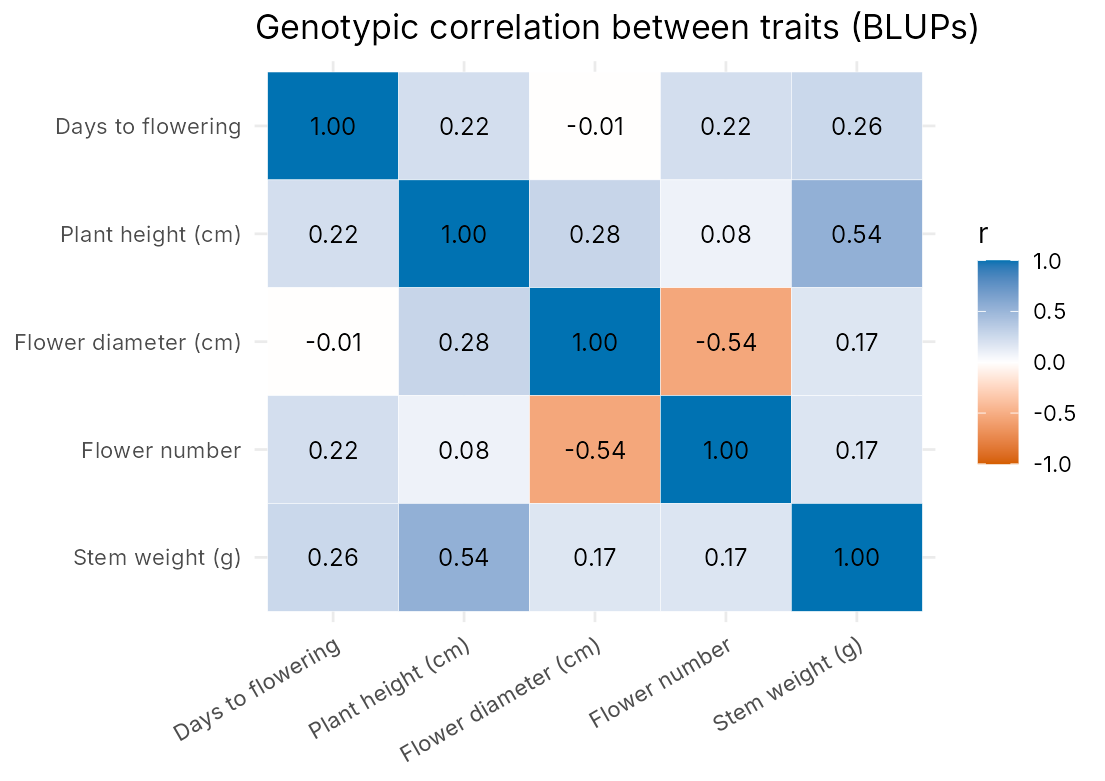 Genotypic correlation between traits (BLUPs)
Days to flowering 1.00 0.22 -0.01 0.22 0.26
Plant height (cm) 0.22 1.00 0.28 0.08 0.54
Flower diameter (cm) -0.01 0.28 1.00 -0.54 0.17
Flower number 0.22 0.08 -0.54 1.00 0.17
Stem weight (g) 0.26 0.54 0.17 0.17 1.00
Days to flowering
Plant height (cm)
Flower diameter (cm)
Flower number
Stem weight (g)
r
1.0
0.5
0.0
-0.5
-1.0